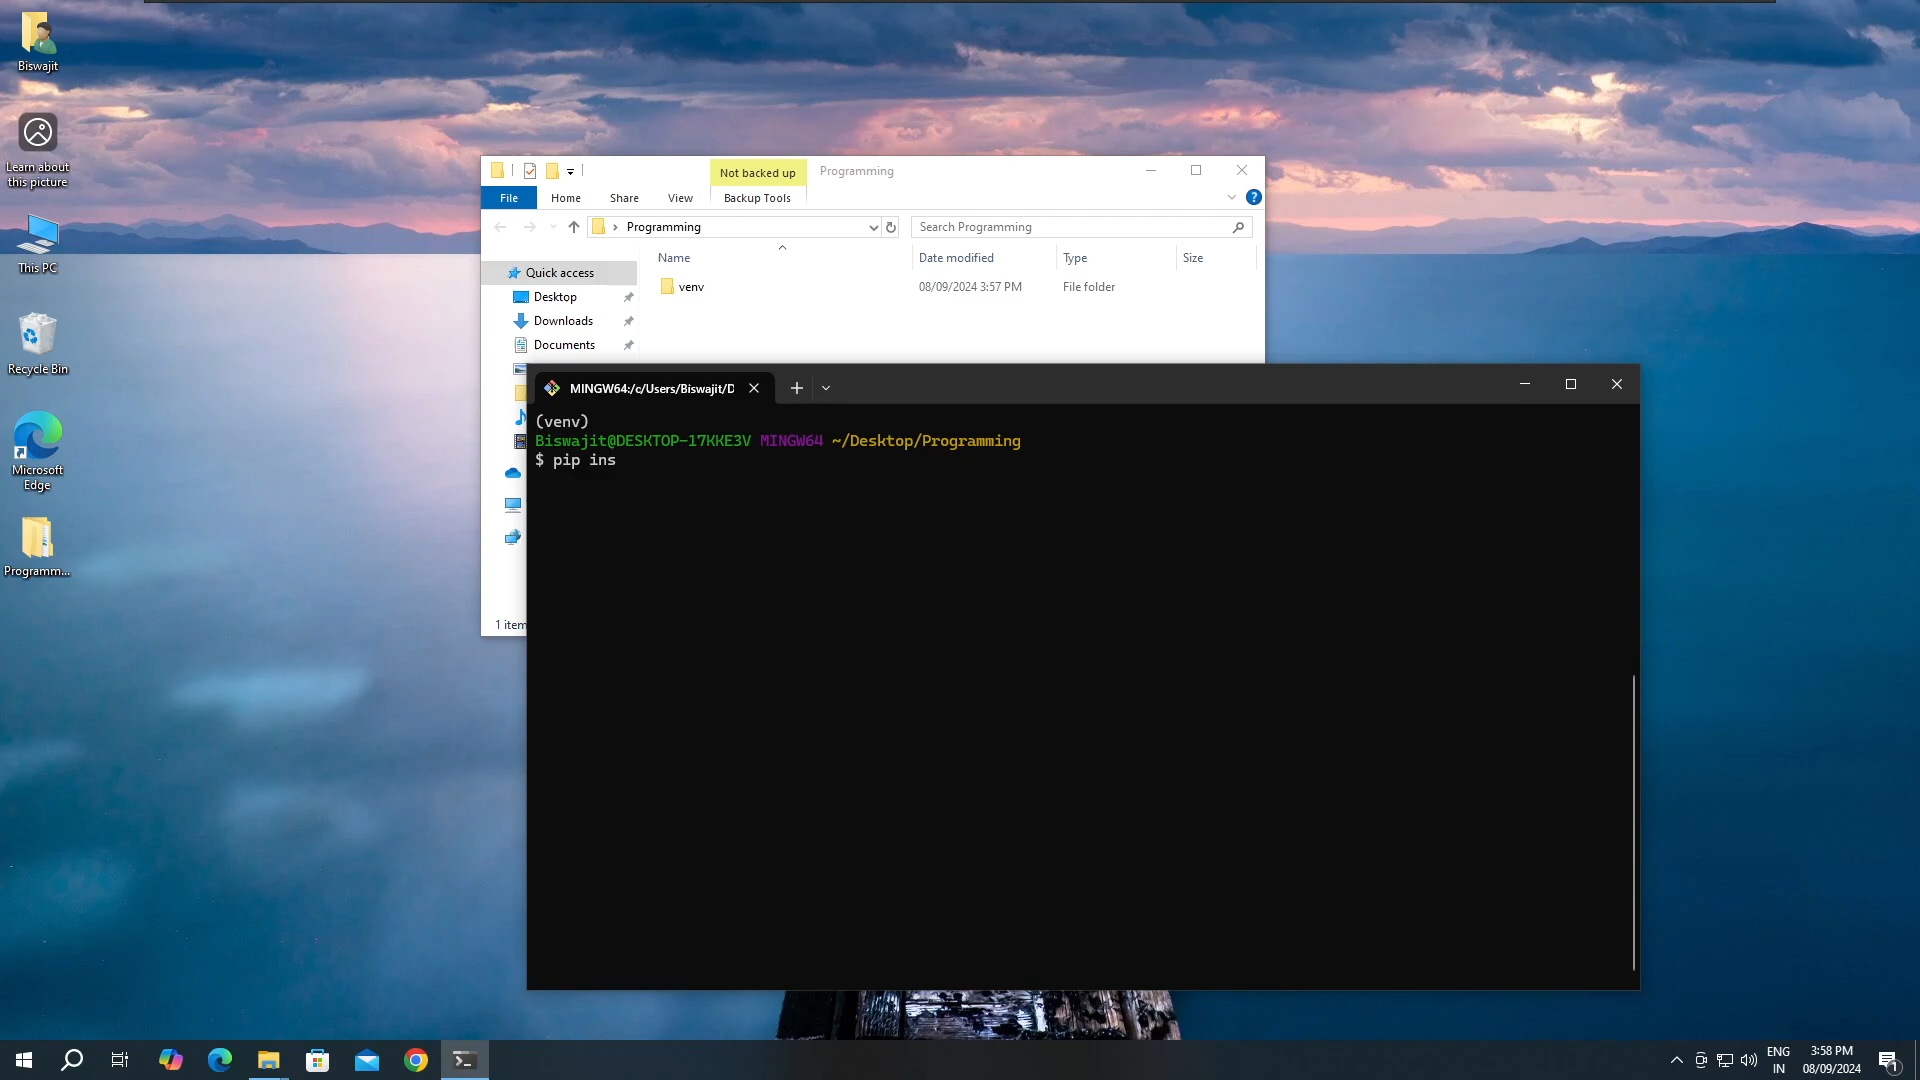 Biswajit
Learn about
this picture
This PC
Recycle Bin
Microsoft
Edge
Programm...
Not backed up
Programming
File
Home
Share
View
Backup Tools
Programming
Search Programming
Name
Date modified
Type
Size
Quick access
Desktop
Downloads
Documents
venv
08/09/2024 3:57 PM
File folder
1 item
MINGW64:/c/Users/Biswajit/D
(venv)
Biswajit@DESKTOP-17KKE3V MINGW64 ~/Desktop/Programming
$ pip ins
ENG
IN
3:58 PM
08/09/2024
1